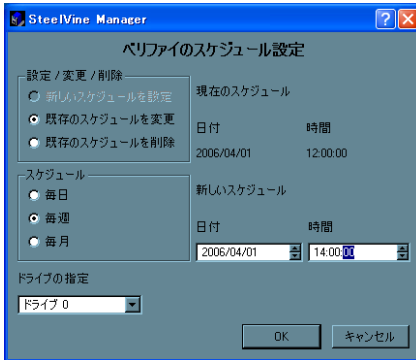 SteelVine Manager
ベリファイのスケジュール設定
設定 / 変更 / 削除
新しいスケジュールを設定
既存のスケジュールを変更
既存のスケジュールを削除
現在のスケジュール
日付 時間
2006/04/01 12:00:00
スケジュール
毎日
毎週
毎月
新しいスケジュール
日付 時間
2006/04/01 14:00:00
ドライブの指定
ドライブ 0
OK キャンセル